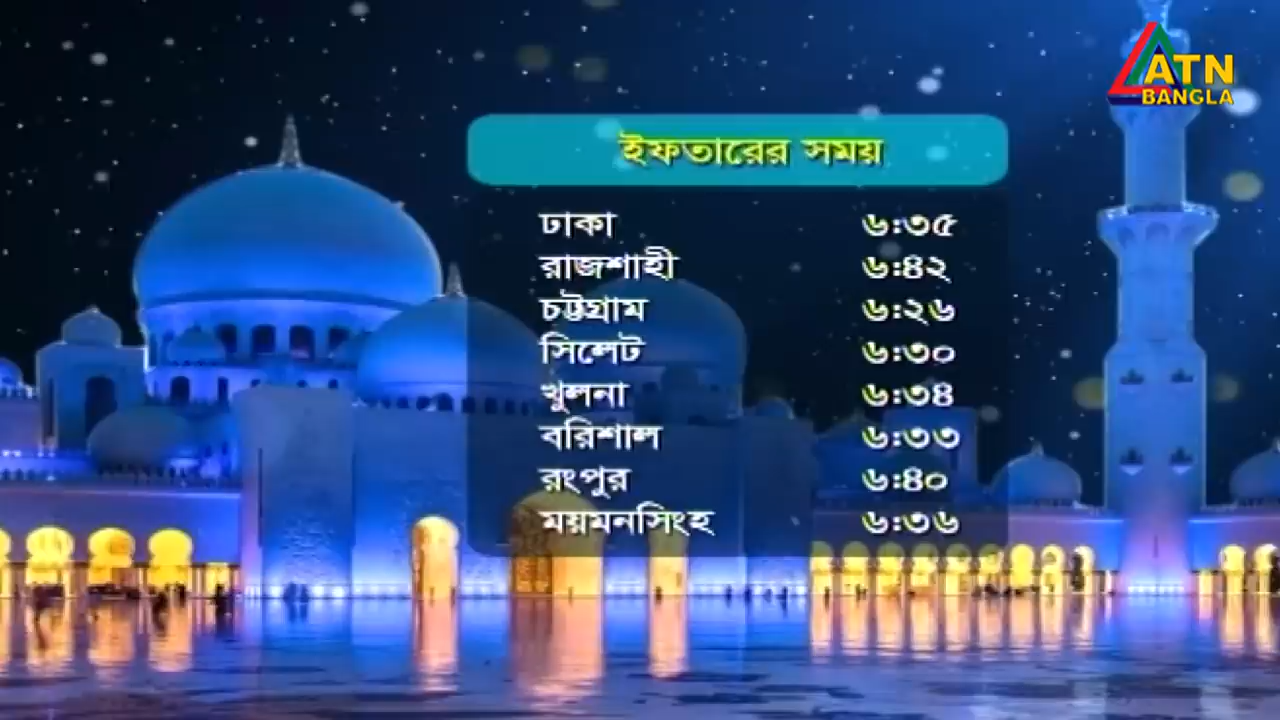 ATN
BANGLA
ইফতারের সময়
ঢাকা ৬:৩৫
রাজশাহী ৬:৪২
চট্টগ্রাম ৬:২৬
সিলেট ৬:৩০
খুলনা ৬:৩৪
বরিশাল ৬:৩৩
রংপুর ৬:৪০
ময়মনসিংহ ৬:৩৬